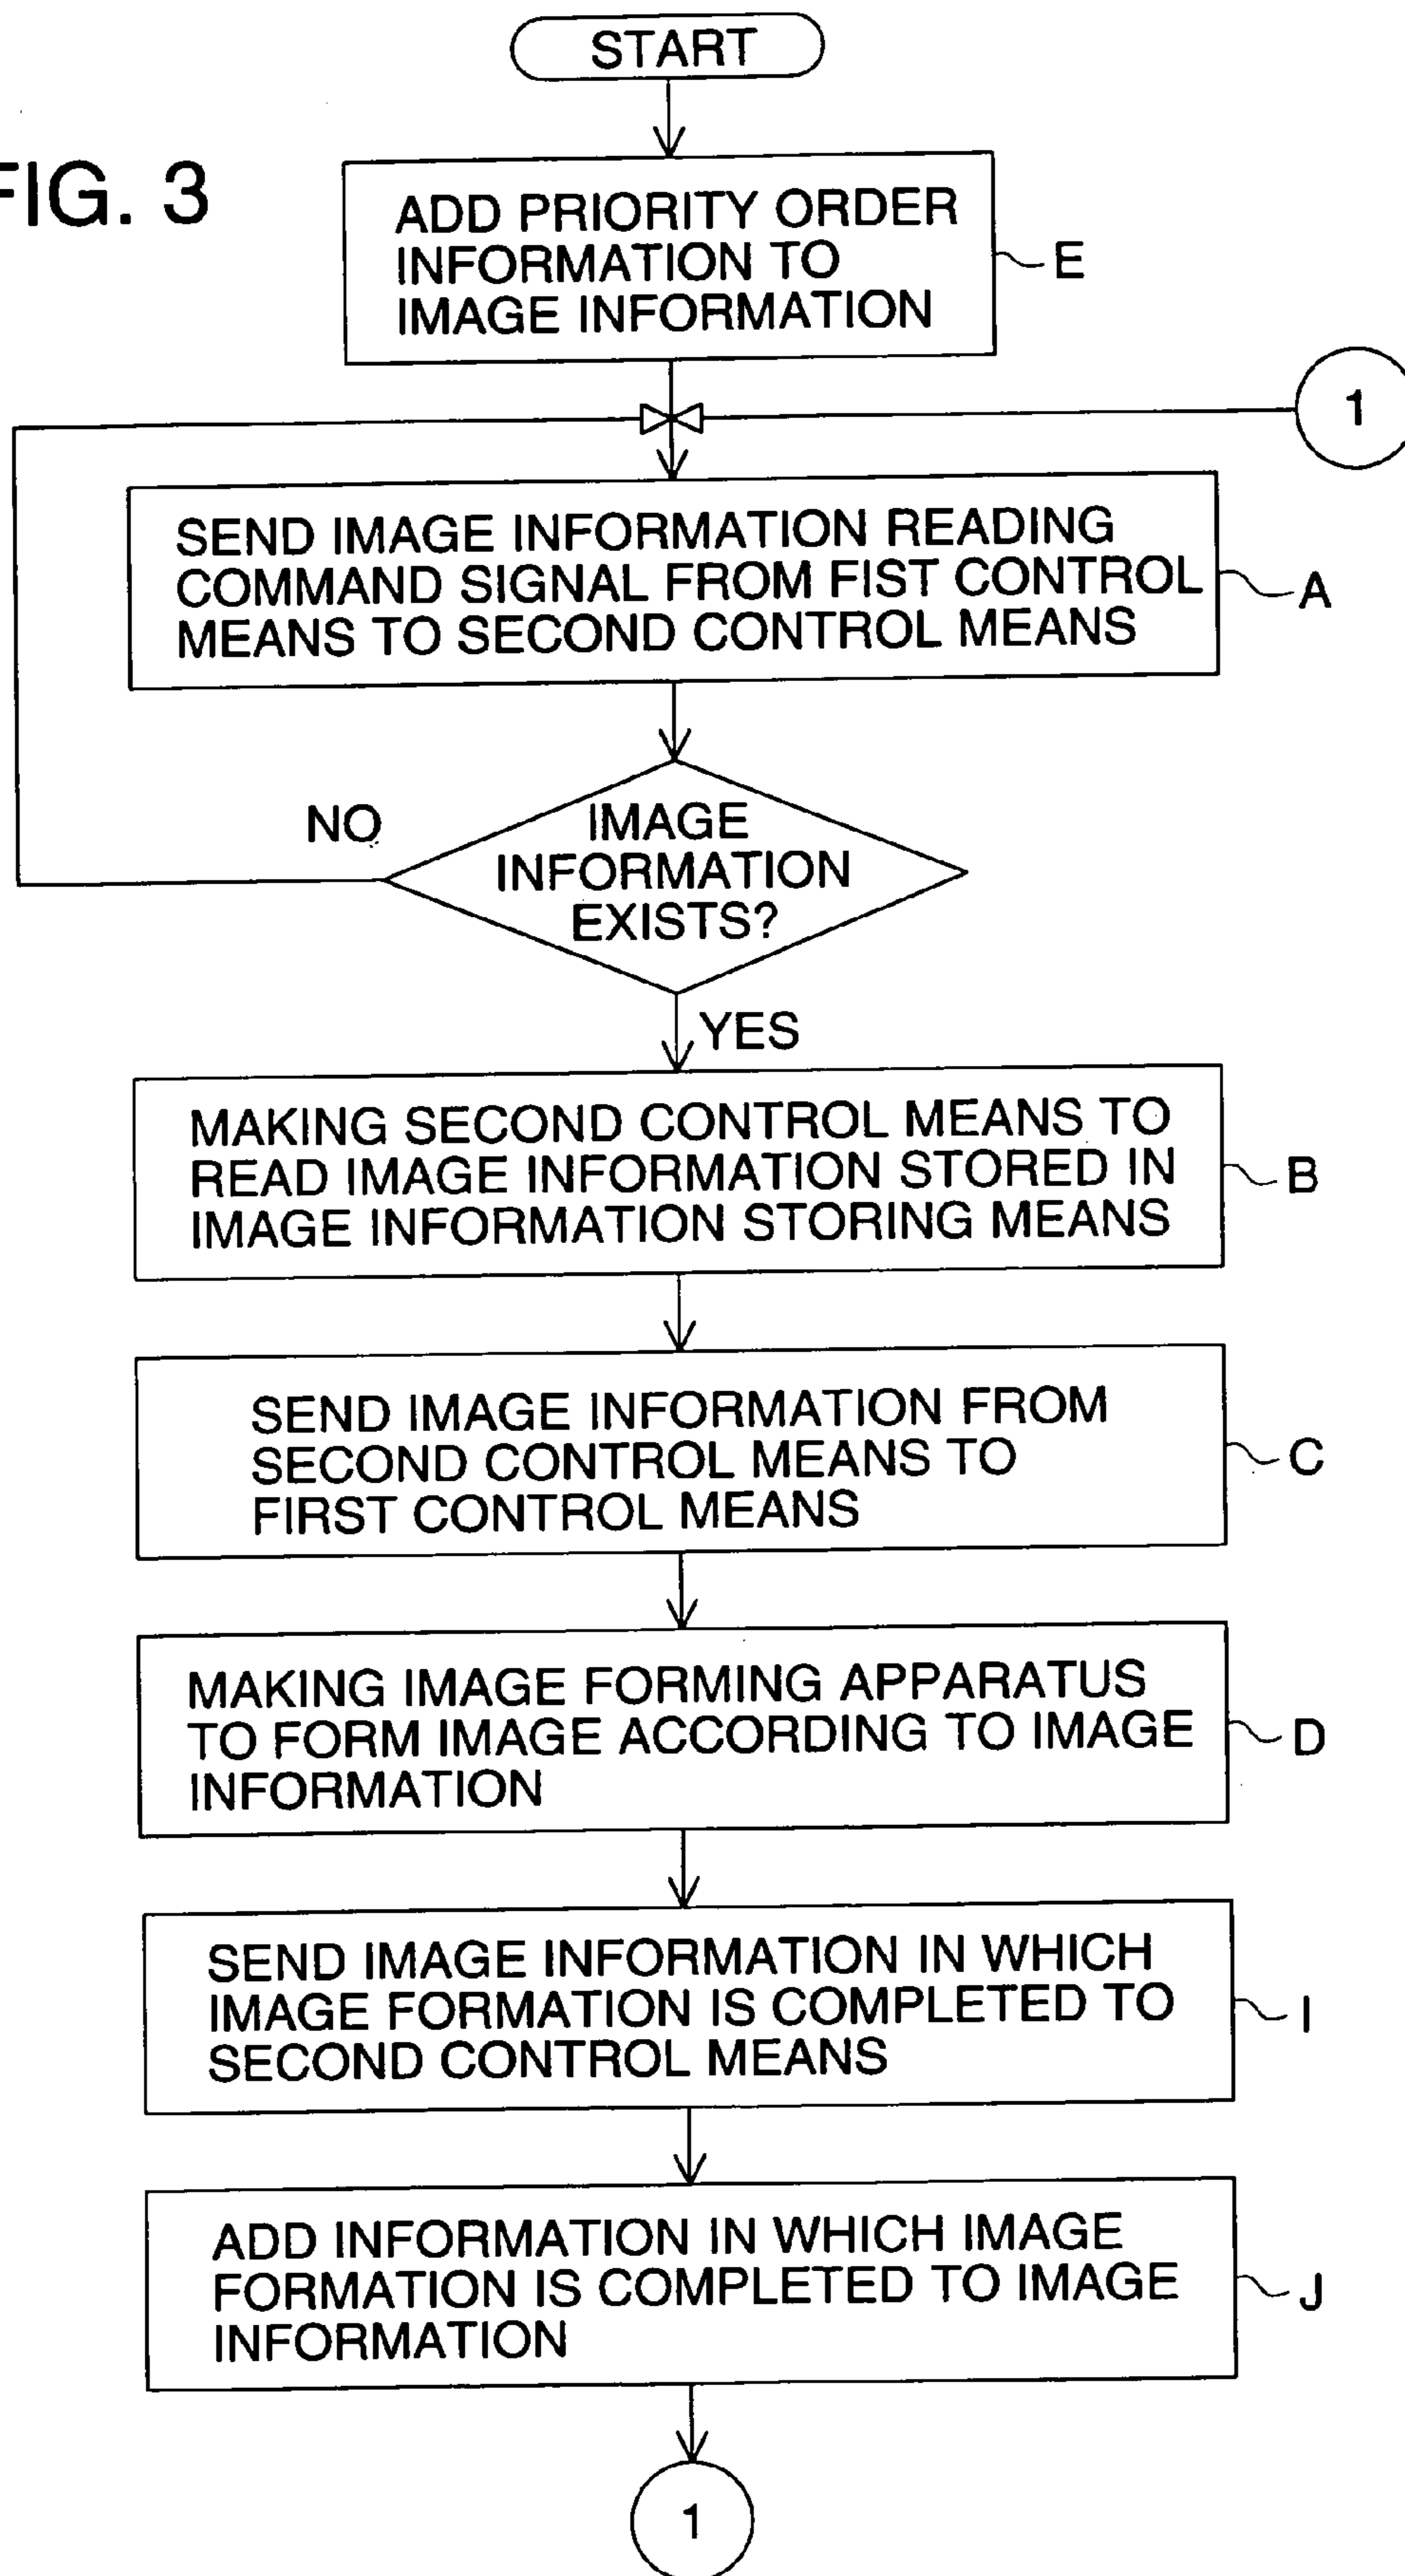 START
FIG. 3
ADD PRIORITY ORDER
INFORMATION TO
IMAGE INFORMATION
E
1
SEND IMAGE INFORMATION READING
COMMAND SIGNAL FROM FIST CONTROL
MEANS TO SECOND CONTROL MEANS
A
NO
IMAGE
INFORMATION
EXISTS?
YES
MAKING SECOND CONTROL MEANS TO
READ IMAGE INFORMATION STORED IN
IMAGE INFORMATION STORING MEANS
B
SEND IMAGE INFORMATION FROM
SECOND CONTROL MEANS TO
FIRST CONTROL MEANS
C
MAKING IMAGE FORMING APPARATUS
TO FORM IMAGE ACCORDING TO IMAGE
INFORMATION
D
SEND IMAGE INFORMATION IN WHICH
IMAGE FORMATION IS COMPLETED TO
SECOND CONTROL MEANS
I
ADD INFORMATION IN WHICH IMAGE
FORMATION IS COMPLETED TO IMAGE
INFORMATION
J
1